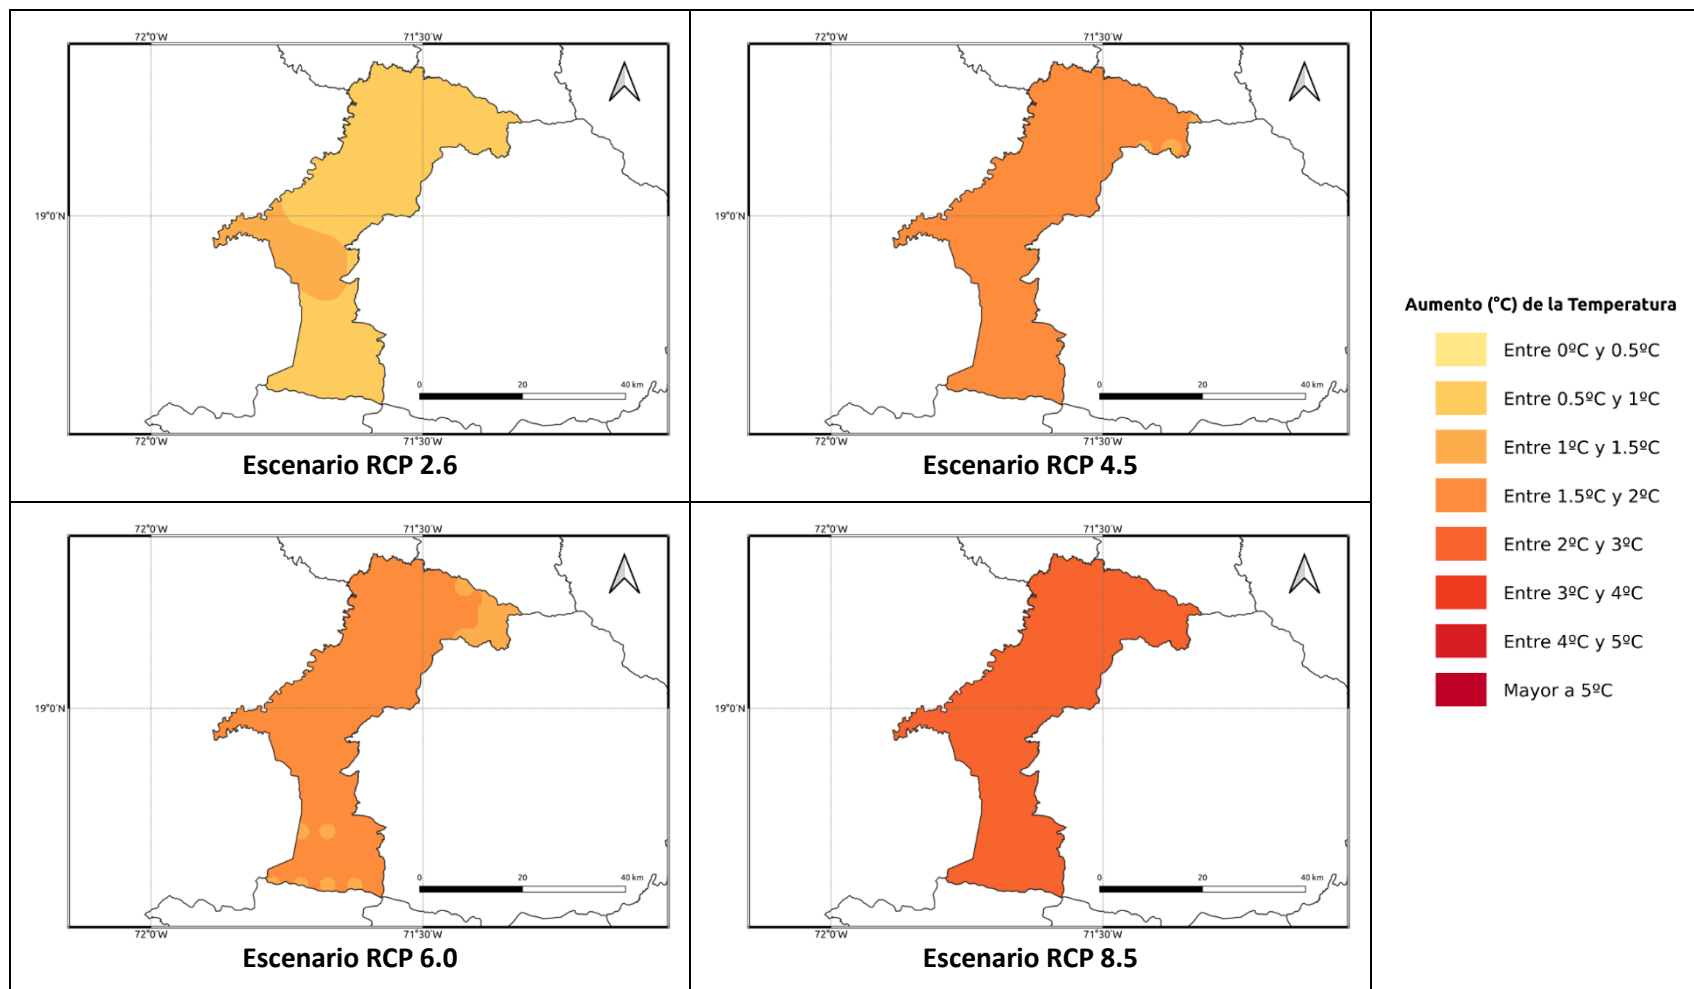 72°0'W 71°30'W
19°0'N
0 20 40 km
72°0'W 71°30'W
Escenario RCP 2.6
72°0'W 71°30'W
19°0'N
0 20 40 km
72°0'W 71°30'W
Escenario RCP 4.5
72°0'W 71°30'W
19°0'N
0 20 40 km
72°0'W 71°30'W
Escenario RCP 6.0
72°0'W 71°30'W
19°0'N
0 20 40 km
72°0'W 71°30'W
Escenario RCP 8.5
Aumento (°C) de la Temperatura
Entre 0ºC y 0.5ºC
Entre 0.5ºC y 1ºC
Entre 1ºC y 1.5ºC
Entre 1.5ºC y 2ºC
Entre 2ºC y 3ºC
Entre 3ºC y 4ºC
Entre 4ºC y 5ºC
Mayor a 5ºC